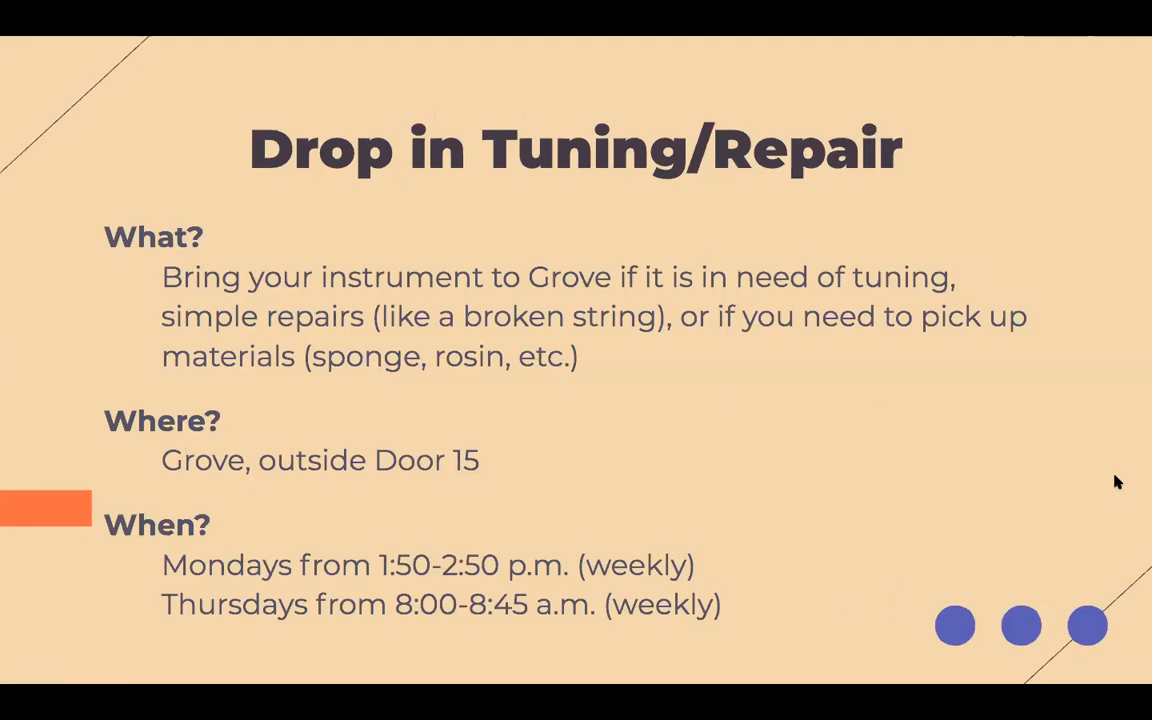 Drop in Tuning/Repair
What?
Bring your instrument to Grove if it is in need of tuning,
simple repairs (like a broken string), or if you need to pick up
materials (sponge, rosin, etc.)
Where?
Grove, outside Door 15
When?
Mondays from 1:50-2:50 p.m. (weekly)
Thursdays from 8:00-8:45 a.m. (weekly)